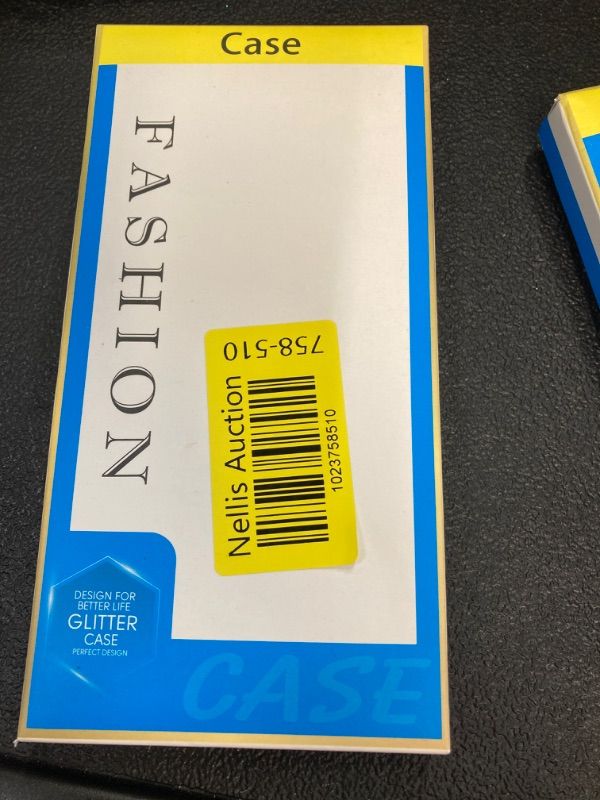 Case
FASHION
758-510
Nellis Auction
1023758510
DESIGN FOR
BETTER LIFE
GLITTER
CASE
PERFECT DESIGN
CASE